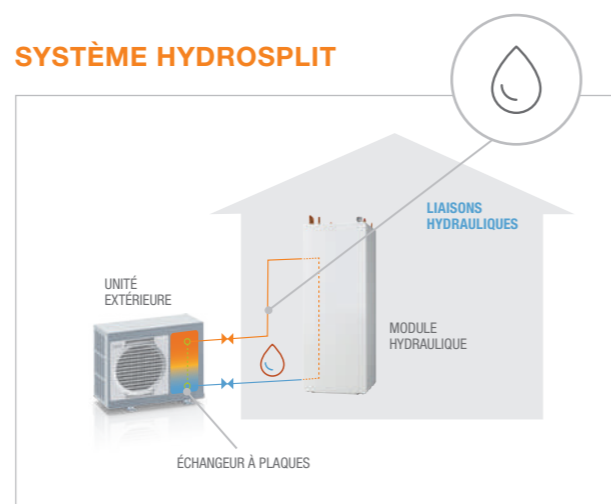 SYSTÈME HYDROSPLIT
LIAISONS
HYDRAULIQUES
UNITÉ
EXTÉRIEURE
MODULE
HYDRAULIQUE
ÉCHANGEUR À PLAQUES